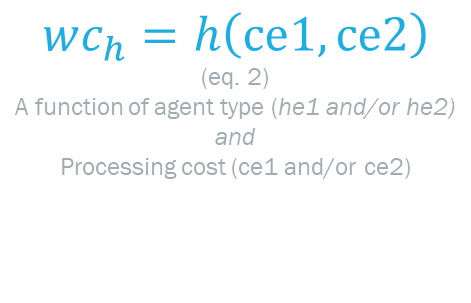 wc_h = h(ce1, ce2)
(eq. 2)
A function of agent type (he1 and/or he2)
and
Processing cost (ce1 and/or ce2)